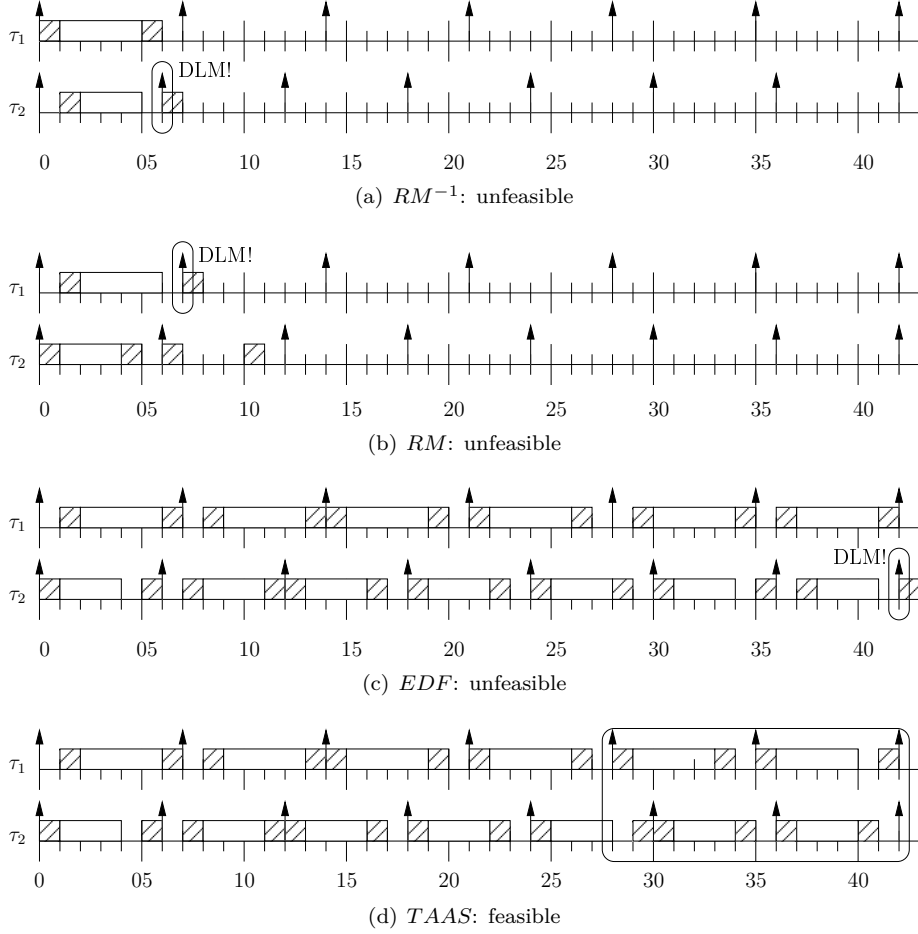 τ1
DLM!
τ2
0 05 10 15 20 25 30 35 40
(a) RM⁻¹: unfeasible
DLM!
τ1
τ2
0 05 10 15 20 25 30 35 40
(b) RM: unfeasible
τ1
DLM!
τ2
0 05 10 15 20 25 30 35 40
(c) EDF: unfeasible
τ1
τ2
0 05 10 15 20 25 30 35 40
(d) TAAS: feasible